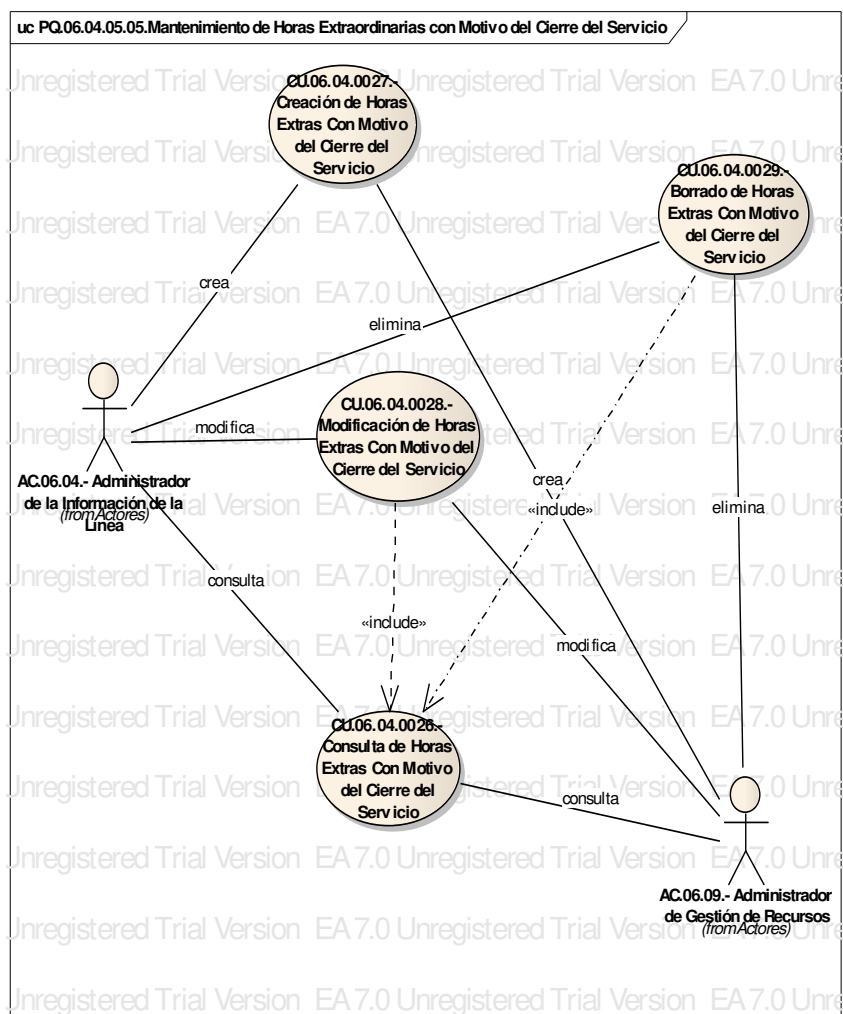 uc PQ.06.04.05.05.Mantenimiento de Horas Extraordinarias con Motivo del Cierre del Servicio
CU.06.04.0027.-
Creación de Horas
Extras Con Motivo
del Cierre del
Servicio
CU.06.04.0029.-
Borrado de Horas
Extras Con Motivo
del Cierre del
Servicio
crea
elimina
CU.06.04.0028.-
Modificación de Horas
Extras Con Motivo del
Cierre del Servicio
modifica
AC.06.04.- Administrador
de la Información de la
Línea
(from Actores)
crea
«include»
elimina
consulta
«include»
modifica
CU.06.04.0026.-
Consulta de Horas
Extras Con Motivo
del Cierre del
Servicio
consulta
AC.06.09.- Administrador
de Gestión de Recursos
(from Actores)
Unregistered Trial Version EA 7.0 Unregistered Trial Version EA 7.0 Unre